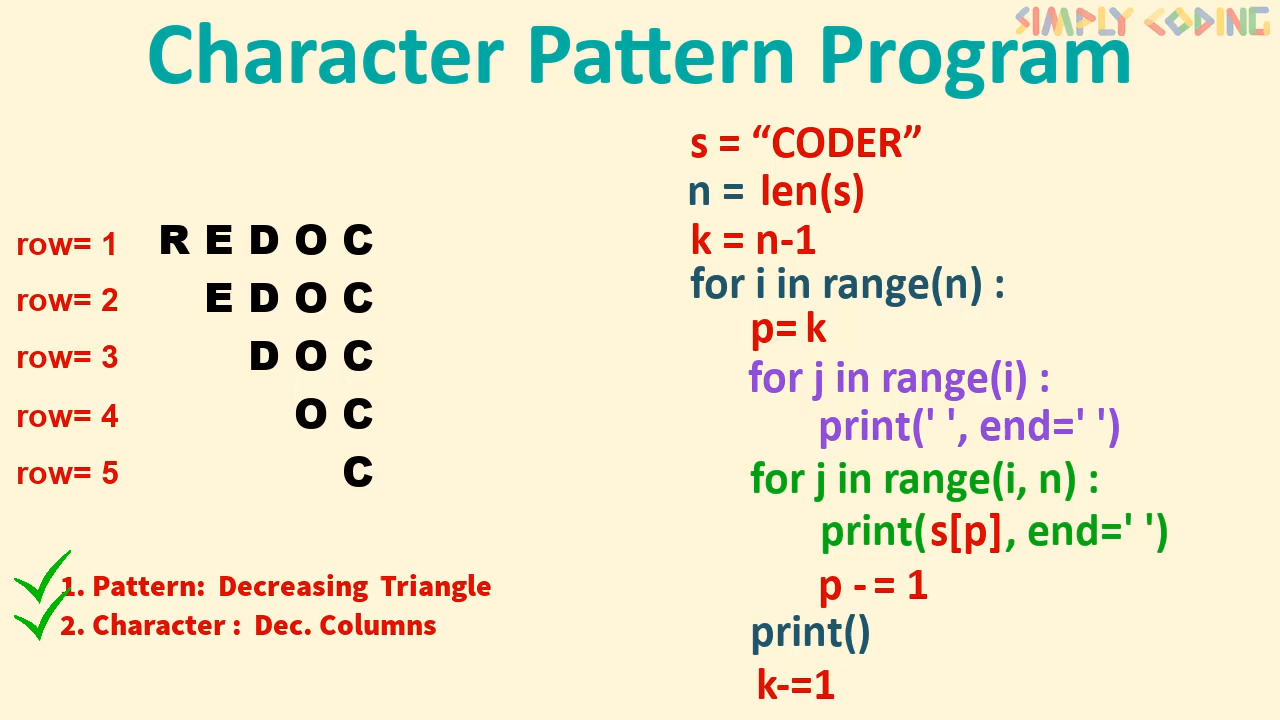 SIMPLY CODING
Character Pattern Program
row= 1 R E D O C
row= 2 E D O C
row= 3 D O C
row= 4 O C
row= 5 C
1. Pattern: Decreasing Triangle
2. Character : Dec. Columns
s = “CODER”
n = len(s)
k = n-1
for i in range(n) :
p= k
for j in range(i) :
print(' ', end=' ')
for j in range(i, n) :
print(s[p], end=' ')
p - = 1
print()
k-=1